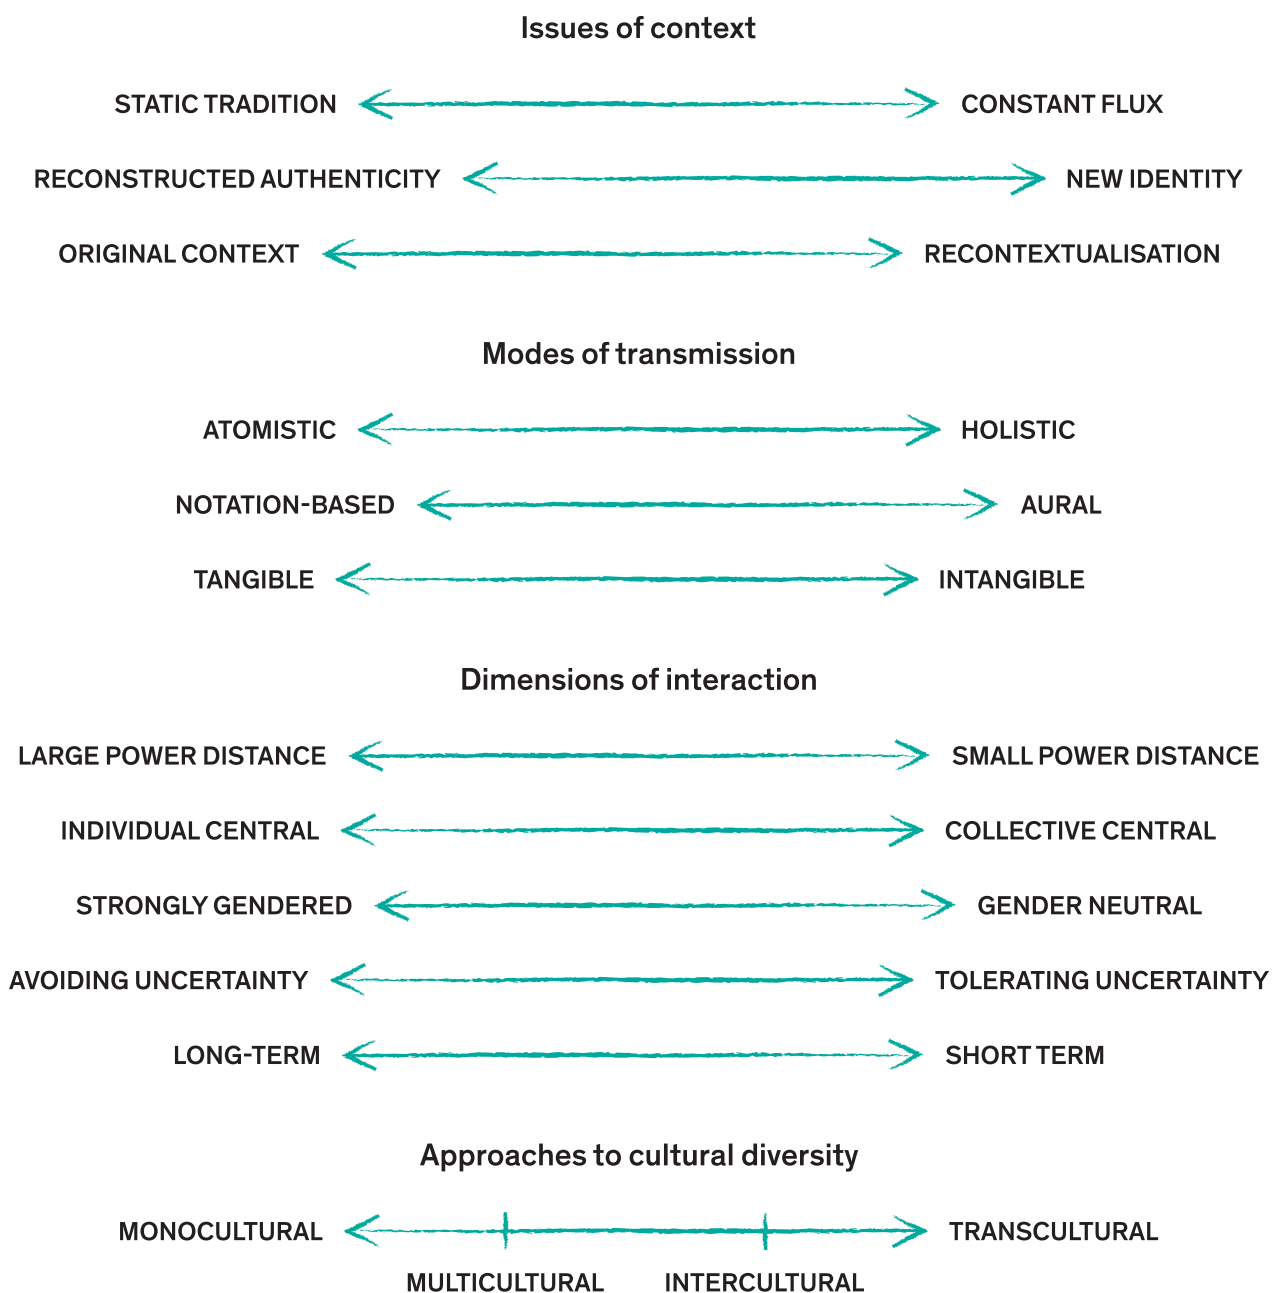 Issues of context
STATIC TRADITION CONSTANT FLUX
RECONSTRUCTED AUTHENTICITY NEW IDENTITY
ORIGINAL CONTEXT RECONTEXTUALISATION
Modes of transmission
ATOMISTIC HOLISTIC
NOTATION-BASED AURAL
TANGIBLE INTANGIBLE
Dimensions of interaction
LARGE POWER DISTANCE SMALL POWER DISTANCE
INDIVIDUAL CENTRAL COLLECTIVE CENTRAL
STRONGLY GENDERED GENDER NEUTRAL
AVOIDING UNCERTAINTY TOLERATING UNCERTAINTY
LONG-TERM SHORT TERM
Approaches to cultural diversity
MONOCULTURAL TRANSCULTURAL
MULTICULTURAL INTERCULTURAL